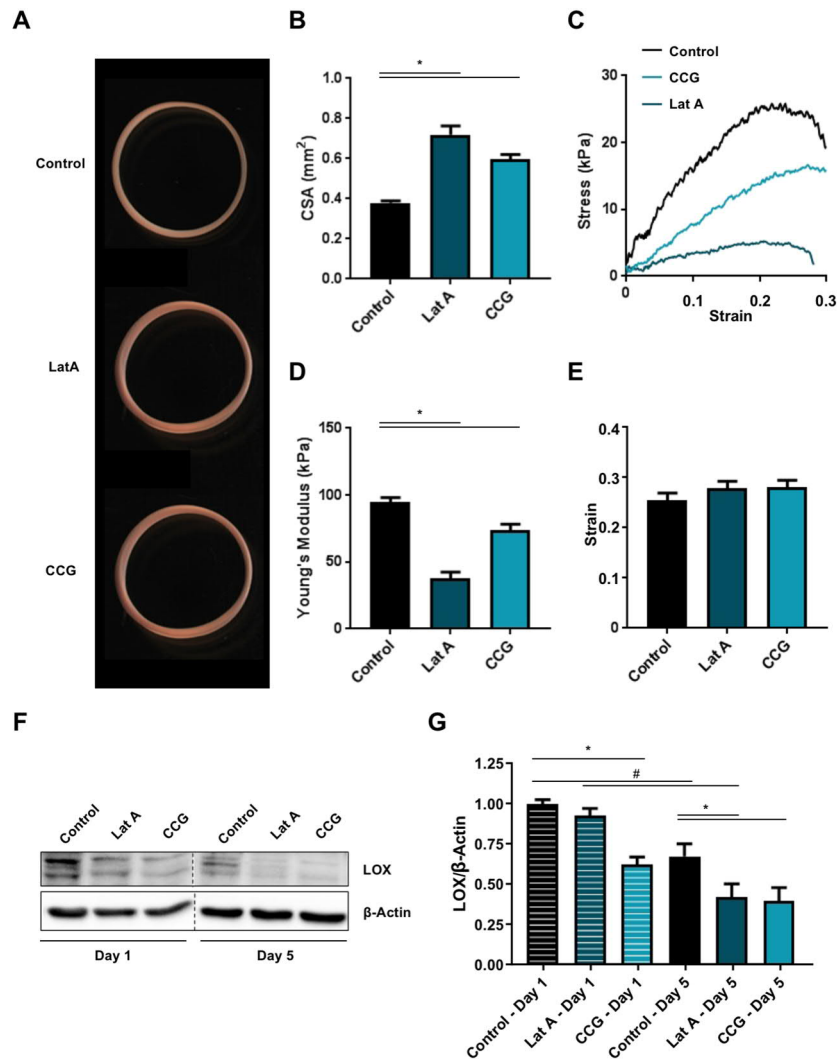 A
Control
LatA
CCG
B
*
CSA (mm²)
1.0
0.8
0.6
0.4
0.2
0.0
Control
Lat A
CCG
C
Control
CCG
Lat A
Stress (kPa)
30
20
10
0
0
0.1
0.2
0.3
Strain
D
*
Young's Modulus (kPa)
150
100
50
0
Control
Lat A
CCG
E
Strain
0.4
0.3
0.2
0.1
0
Control
Lat A
CCG
F
Control
Lat A
CCG
Control
Lat A
CCG
LOX
β-Actin
Day 1
Day 5
G
*
#
*
LOX/β-Actin
1.25
1.00
0.75
0.50
0.25
0.00
Control - Day 1
Lat A - Day 1
CCG - Day 1
Control - Day 5
Lat A - Day 5
CCG - Day 5